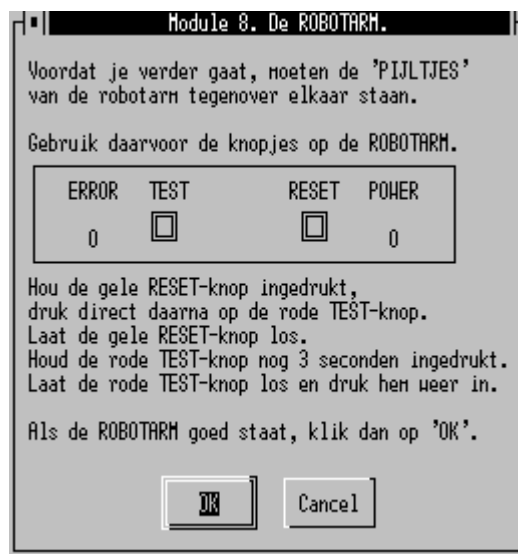 Module 8. De ROBOTARM.
Voordat je verder gaat, moeten de 'PIJLTJES'
van de robotarm tegenover elkaar staan.
Gebruik daarvoor de knopjes op de ROBOTARM.
ERROR TEST RESET POWER
0 0
Hou de gele RESET-knop ingedrukt,
druk direct daarna op de rode TEST-knop.
Laat de gele RESET-knop los.
Houd de rode TEST-knop nog 3 seconden ingedrukt.
Laat de rode TEST-knop los en druk hem weer in.
Als de ROBOTARM goed staat, klik dan op 'OK'.
OK Cancel